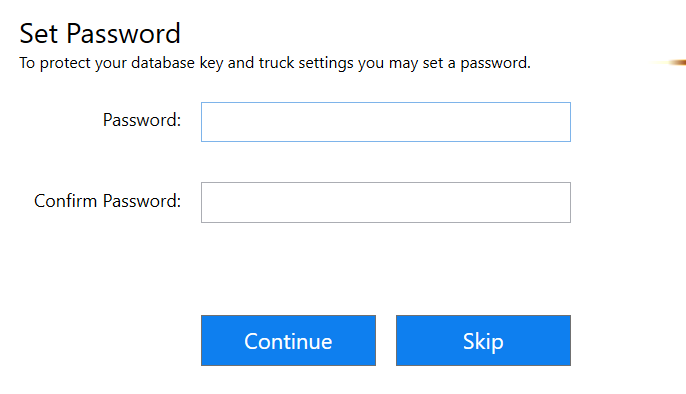 Set Password
To protect your database key and truck settings you may set a password.
Password:
Confirm Password:
Continue Skip